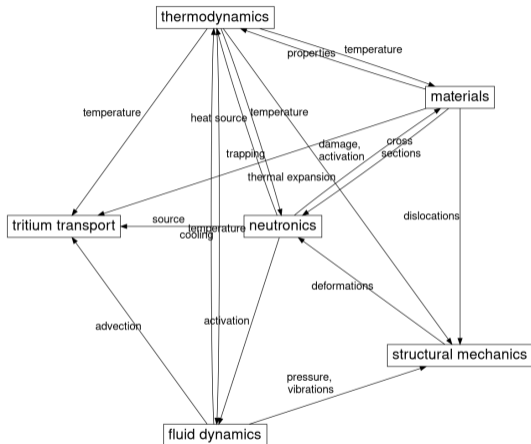 thermodynamics
temperature
properties
materials
temperature
heat source
temperature
damage,
activation
cross
sections
trapping
thermal expansion
tritium transport
source
cooling
temperature
neutronics
dislocations
deformations
advection
activation
structural mechanics
pressure,
vibrations
fluid dynamics